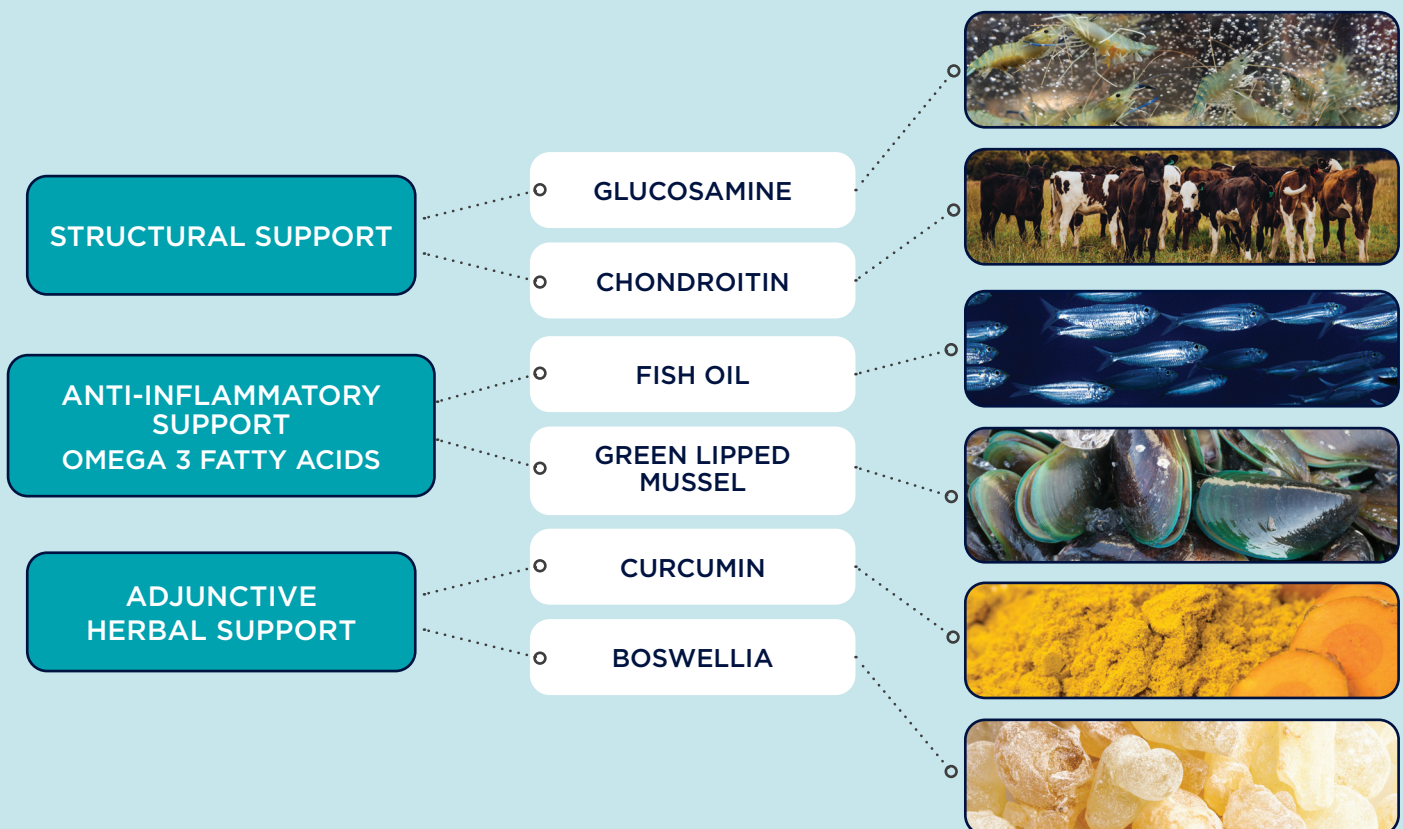 STRUCTURAL SUPPORT
GLUCOSAMINE
CHONDROITIN
ANTI-INFLAMMATORY
SUPPORT
OMEGA 3 FATTY ACIDS
FISH OIL
GREEN LIPPED
MUSSEL
ADJUNCTIVE
HERBAL SUPPORT
CURCUMIN
BOSWELLIA